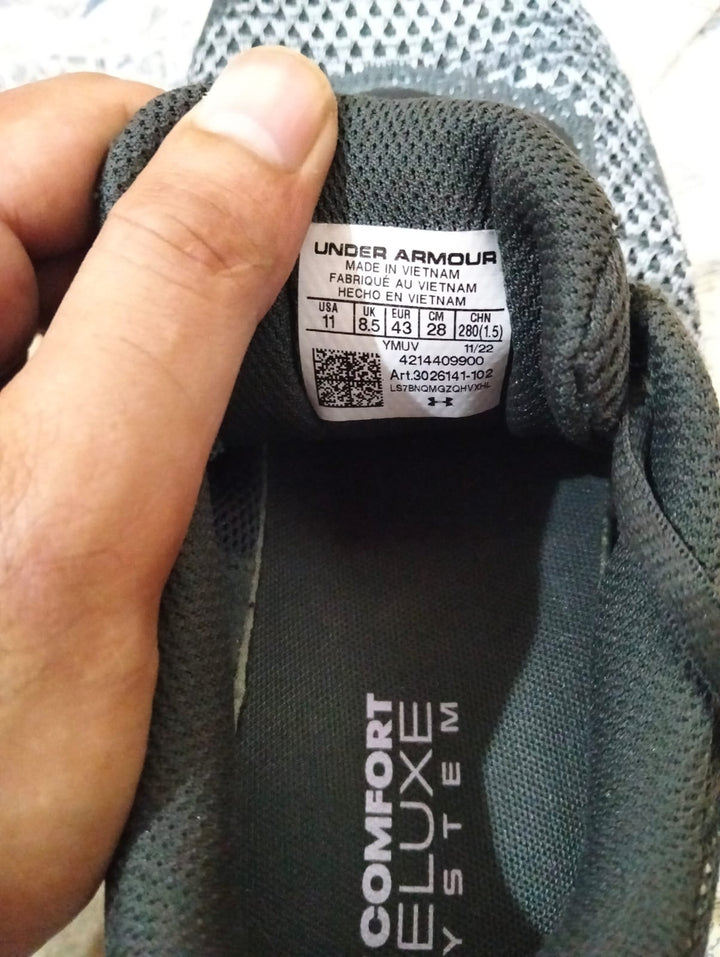 UNDER ARMOUR
MADE IN VIETNAM
FABRIQUÉ AU VIETNAM
HECHO EN VIETNAM
USA UK EUR CM CHN
11 8.5 43 28 280(1.5)
YMUV 11/22
4214409900
Art.3026141-102
LS7BNQMGZQHVXHL
COMFORT
ELUXE
YSTEM